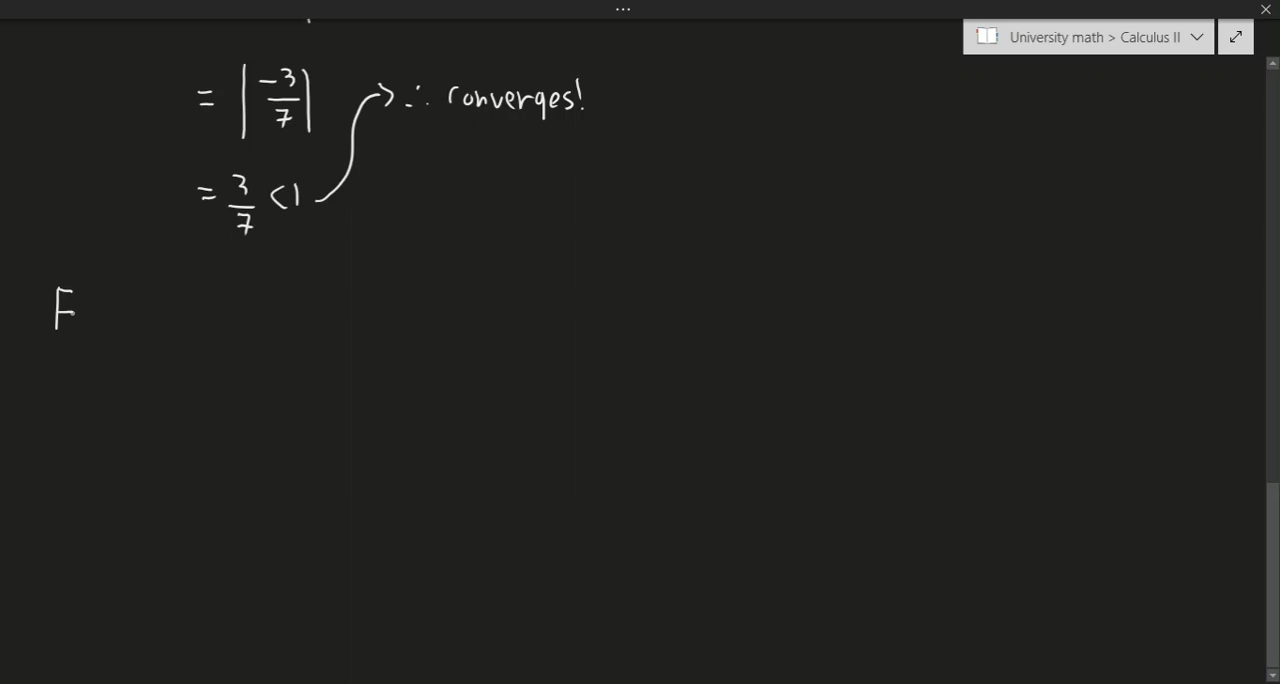 ...
University math > Calculus II
= |-3/7| ∴ converges!
= 3/7 < 1
F